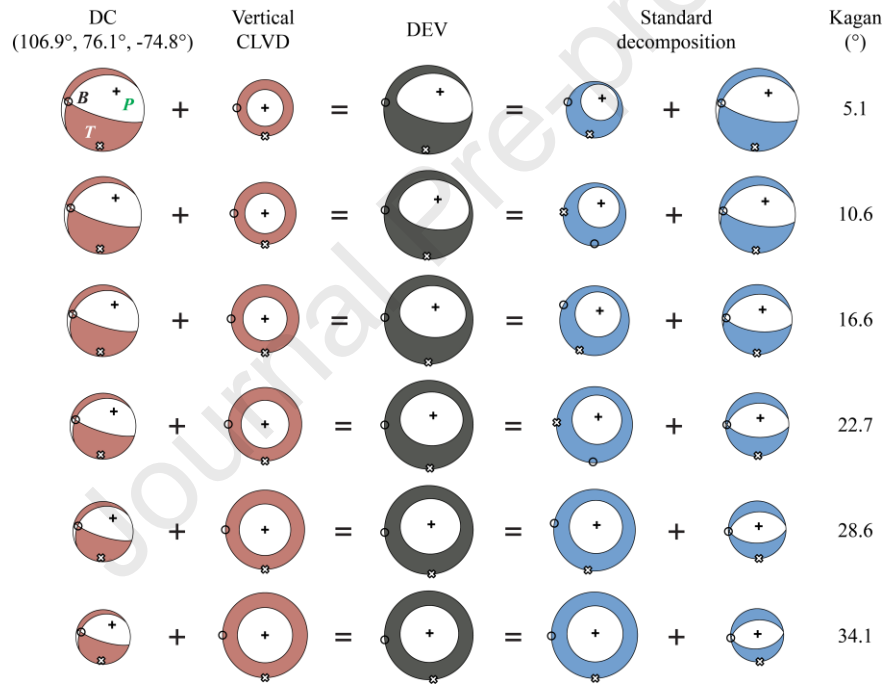 DC
(106.9°, 76.1°, -74.8°)
Vertical
CLVD
DEV
Standard
decomposition
Kagan
(°)
B P
T
+ = = + 5.1
+ = = + 10.6
+ = = + 16.6
+ = = + 22.7
+ = = + 28.6
+ = = + 34.1
Journal Pre-pro